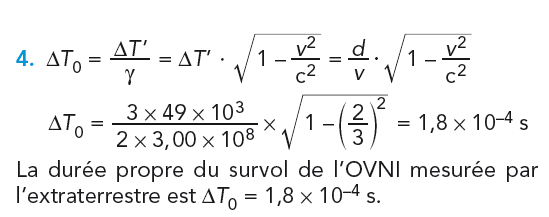 4. ΔT₀ = ΔT'/γ = ΔT' · √(1 – v²/c²) = d/v · √(1 – v²/c²)
ΔT₀ = (3 × 49 × 10³)/(2 × 3,00 × 10⁸) × √(1 – (2/3)²) = 1,8 × 10⁻⁴ s
La durée propre du survol de l'OVNI mesurée par
l'extraterrestre est ΔT₀ = 1,8 × 10⁻⁴ s.